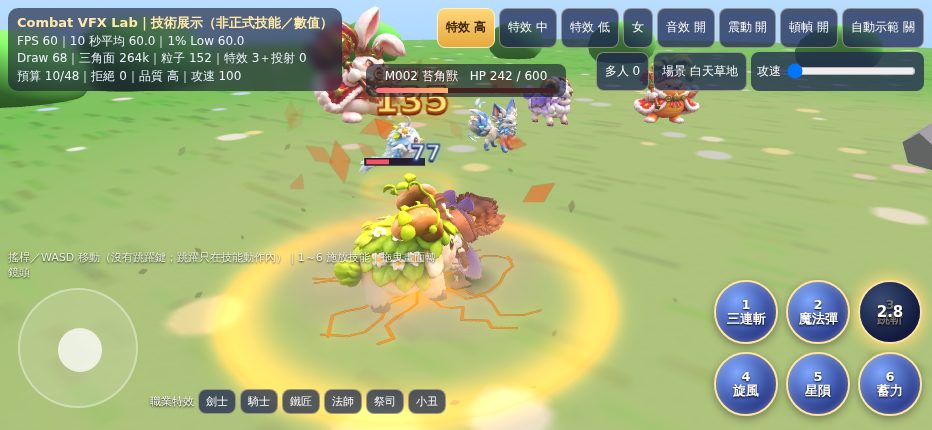 Combat VFX Lab｜技術展示（非正式技能／數值）
FPS 60｜10 秒平均 60.0｜1% Low 60.0
Draw 68｜三角面 264k｜粒子 152｜特效 3＋投射 0
預算 10/48｜拒絕 0｜品質 高｜攻速 100
特效 高
特效 中
特效 低
女
音效 開
震動 開
頓幀 開
自動示範 關
多人 0
場景 白天草地
攻速
M002 苔角獸 HP 242 / 600
135
77
搖桿／WASD 移動（沒有跳躍鍵；跳躍只在技能動作內）｜1～6 施放技能｜拖曳畫面轉
鏡頭
1
三連斬
2
魔法彈
2.8
4
旋風
5
星隕
6
蓄力
職業特效
劍士
騎士
鐵匠
法師
祭司
小丑